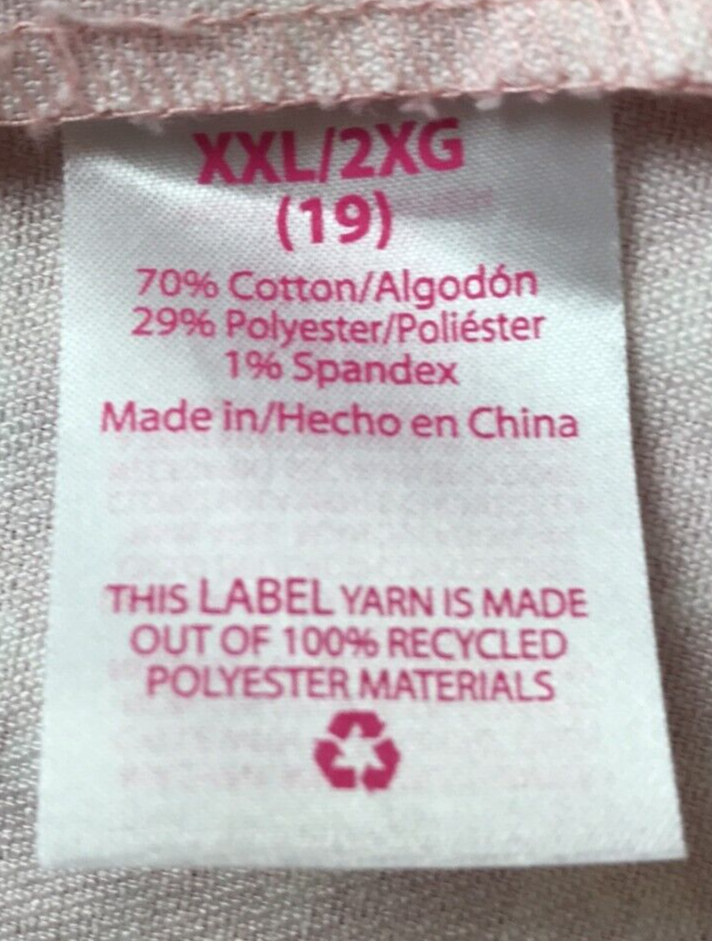 XXL/2XG
(19)
70% Cotton/Algodón
29% Polyester/Poliéster
1% Spandex
Made in/Hecho en China
THIS LABEL YARN IS MADE
OUT OF 100% RECYCLED
POLYESTER MATERIALS